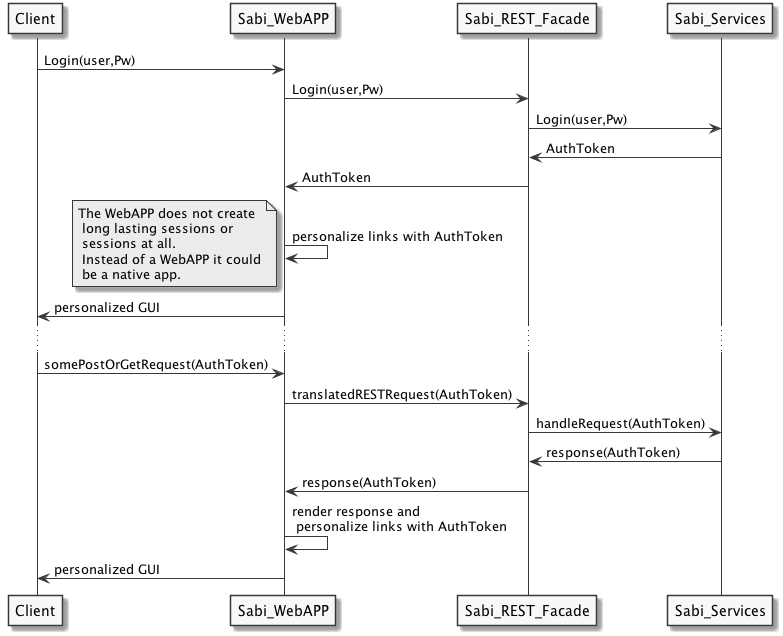 Client
Sabi_WebAPP
Sabi_REST_Facade
Sabi_Services
Login(user,Pw)
Login(user,Pw)
Login(user,Pw)
AuthToken
AuthToken
The WebAPP does not create
long lasting sessions or
sessions at all.
Instead of a WebAPP it could
be a native app.
personalize links with AuthToken
personalized GUI
somePostOrGetRequest(AuthToken)
translatedRESTRequest(AuthToken)
handleRequest(AuthToken)
response(AuthToken)
response(AuthToken)
render response and
personalize links with AuthToken
personalized GUI
Client
Sabi_WebAPP
Sabi_REST_Facade
Sabi_Services